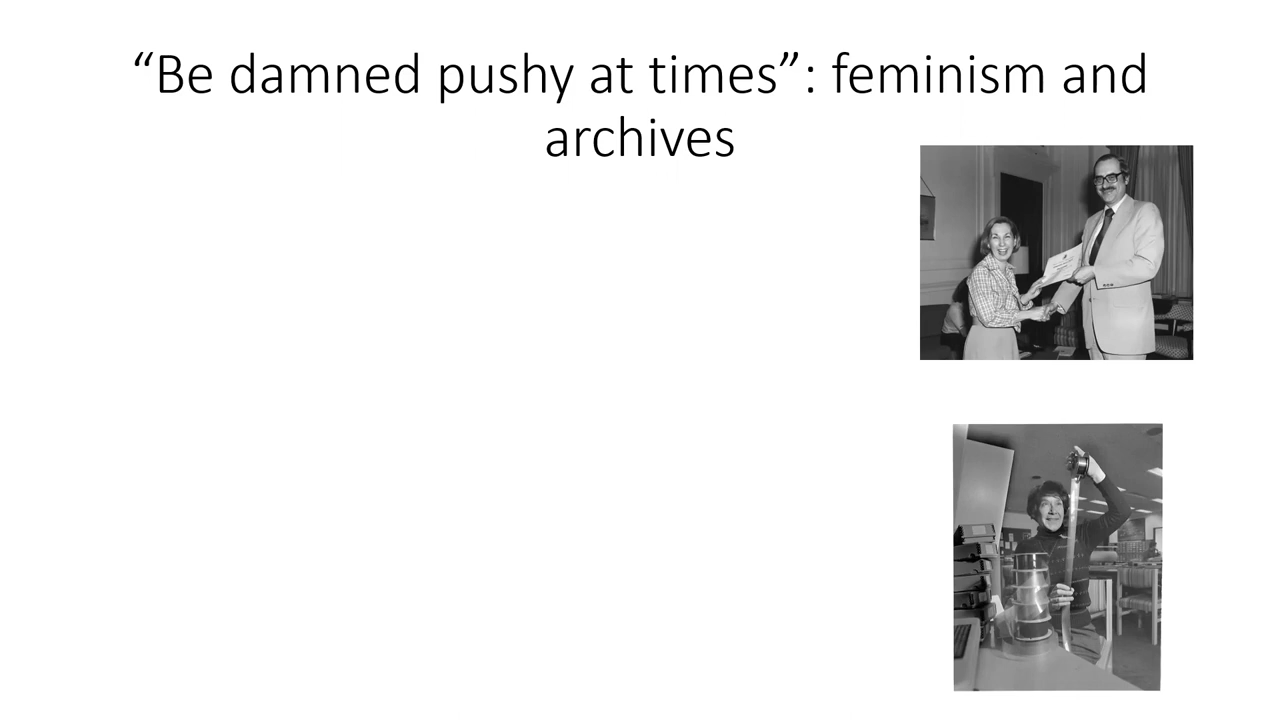 “Be damned pushy at times”: feminism and
archives